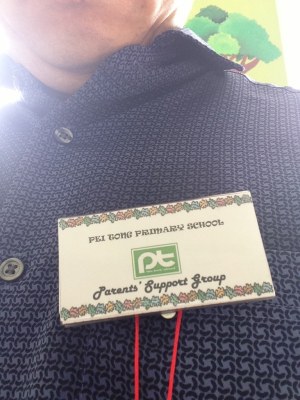 PEI TONG PRIMARY SCHOOL
pt
Parents' Support Group